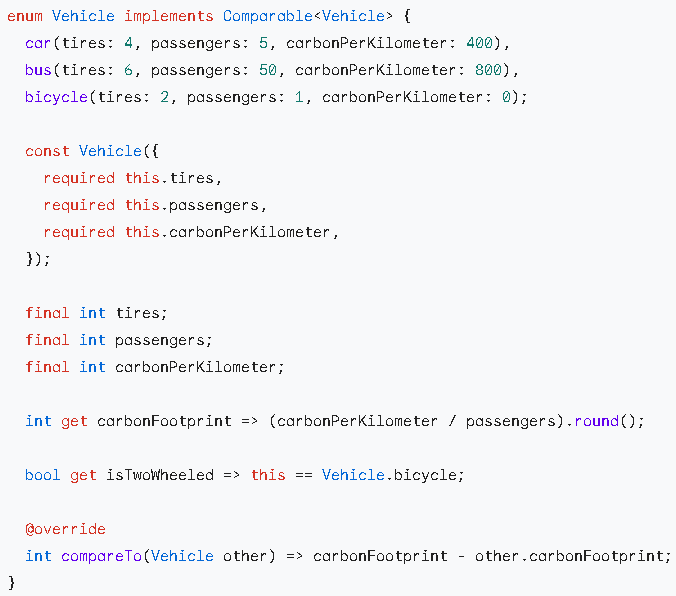 enum Vehicle implements Comparable<Vehicle> {
  car(tires: 4, passengers: 5, carbonPerKilometer: 400),
  bus(tires: 6, passengers: 50, carbonPerKilometer: 800),
  bicycle(tires: 2, passengers: 1, carbonPerKilometer: 0);

  const Vehicle({
    required this.tires,
    required this.passengers,
    required this.carbonPerKilometer,
  });

  final int tires;
  final int passengers;
  final int carbonPerKilometer;

  int get carbonFootprint => (carbonPerKilometer / passengers).round();

  bool get isTwoWheeled => this == Vehicle.bicycle;

  @override
  int compareTo(Vehicle other) => carbonFootprint - other.carbonFootprint;
}